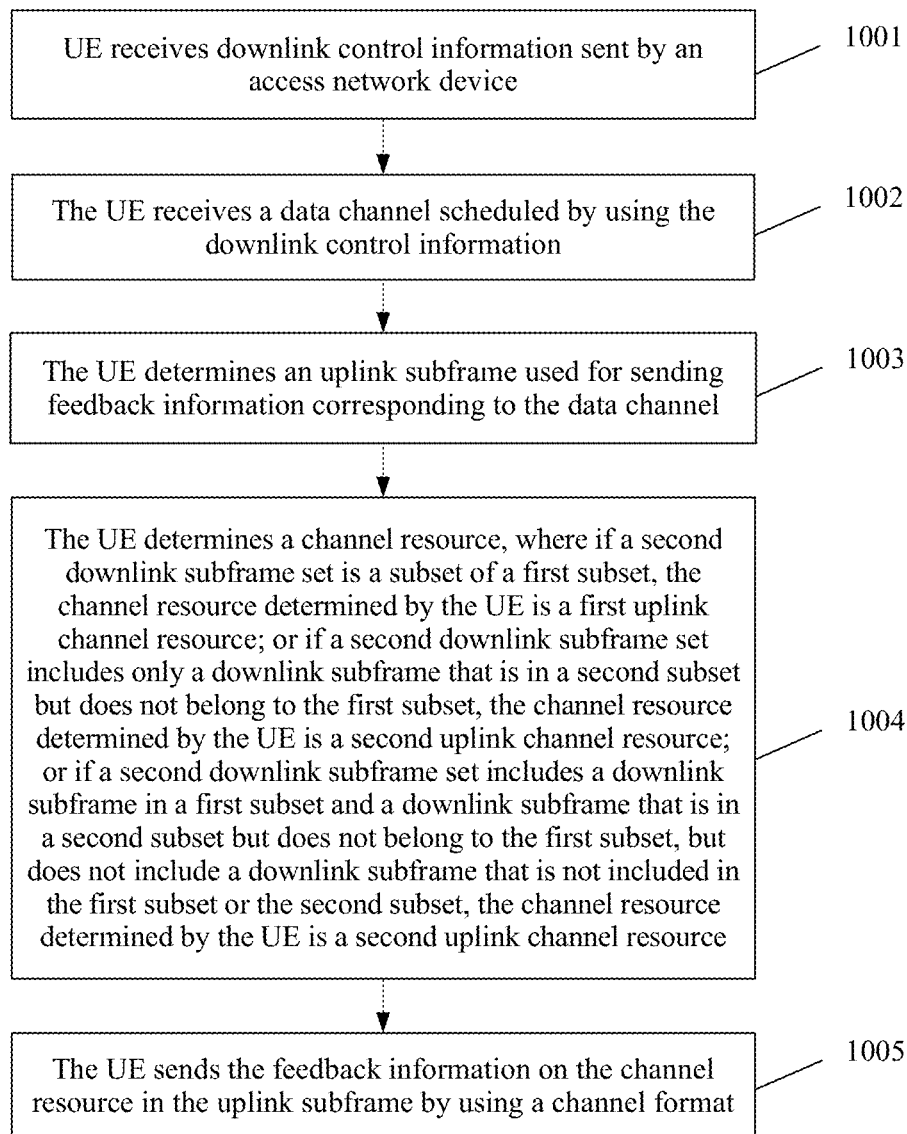 UE receives downlink control information sent by an
access network device
1001
The UE receives a data channel scheduled by using the
downlink control information
1002
The UE determines an uplink subframe used for sending
feedback information corresponding to the data channel
1003
The UE determines a channel resource, where if a second
downlink subframe set is a subset of a first subset, the
channel resource determined by the UE is a first uplink
channel resource; or if a second downlink subframe set
includes only a downlink subframe that is in a second subset
but does not belong to the first subset, the channel resource
determined by the UE is a second uplink channel resource;
or if a second downlink subframe set includes a downlink
subframe in a first subset and a downlink subframe that is in
a second subset but does not belong to the first subset, but
does not include a downlink subframe that is not included in
the first subset or the second subset, the channel resource
determined by the UE is a second uplink channel resource
1004
The UE sends the feedback information on the channel
resource in the uplink subframe by using a channel format
1005